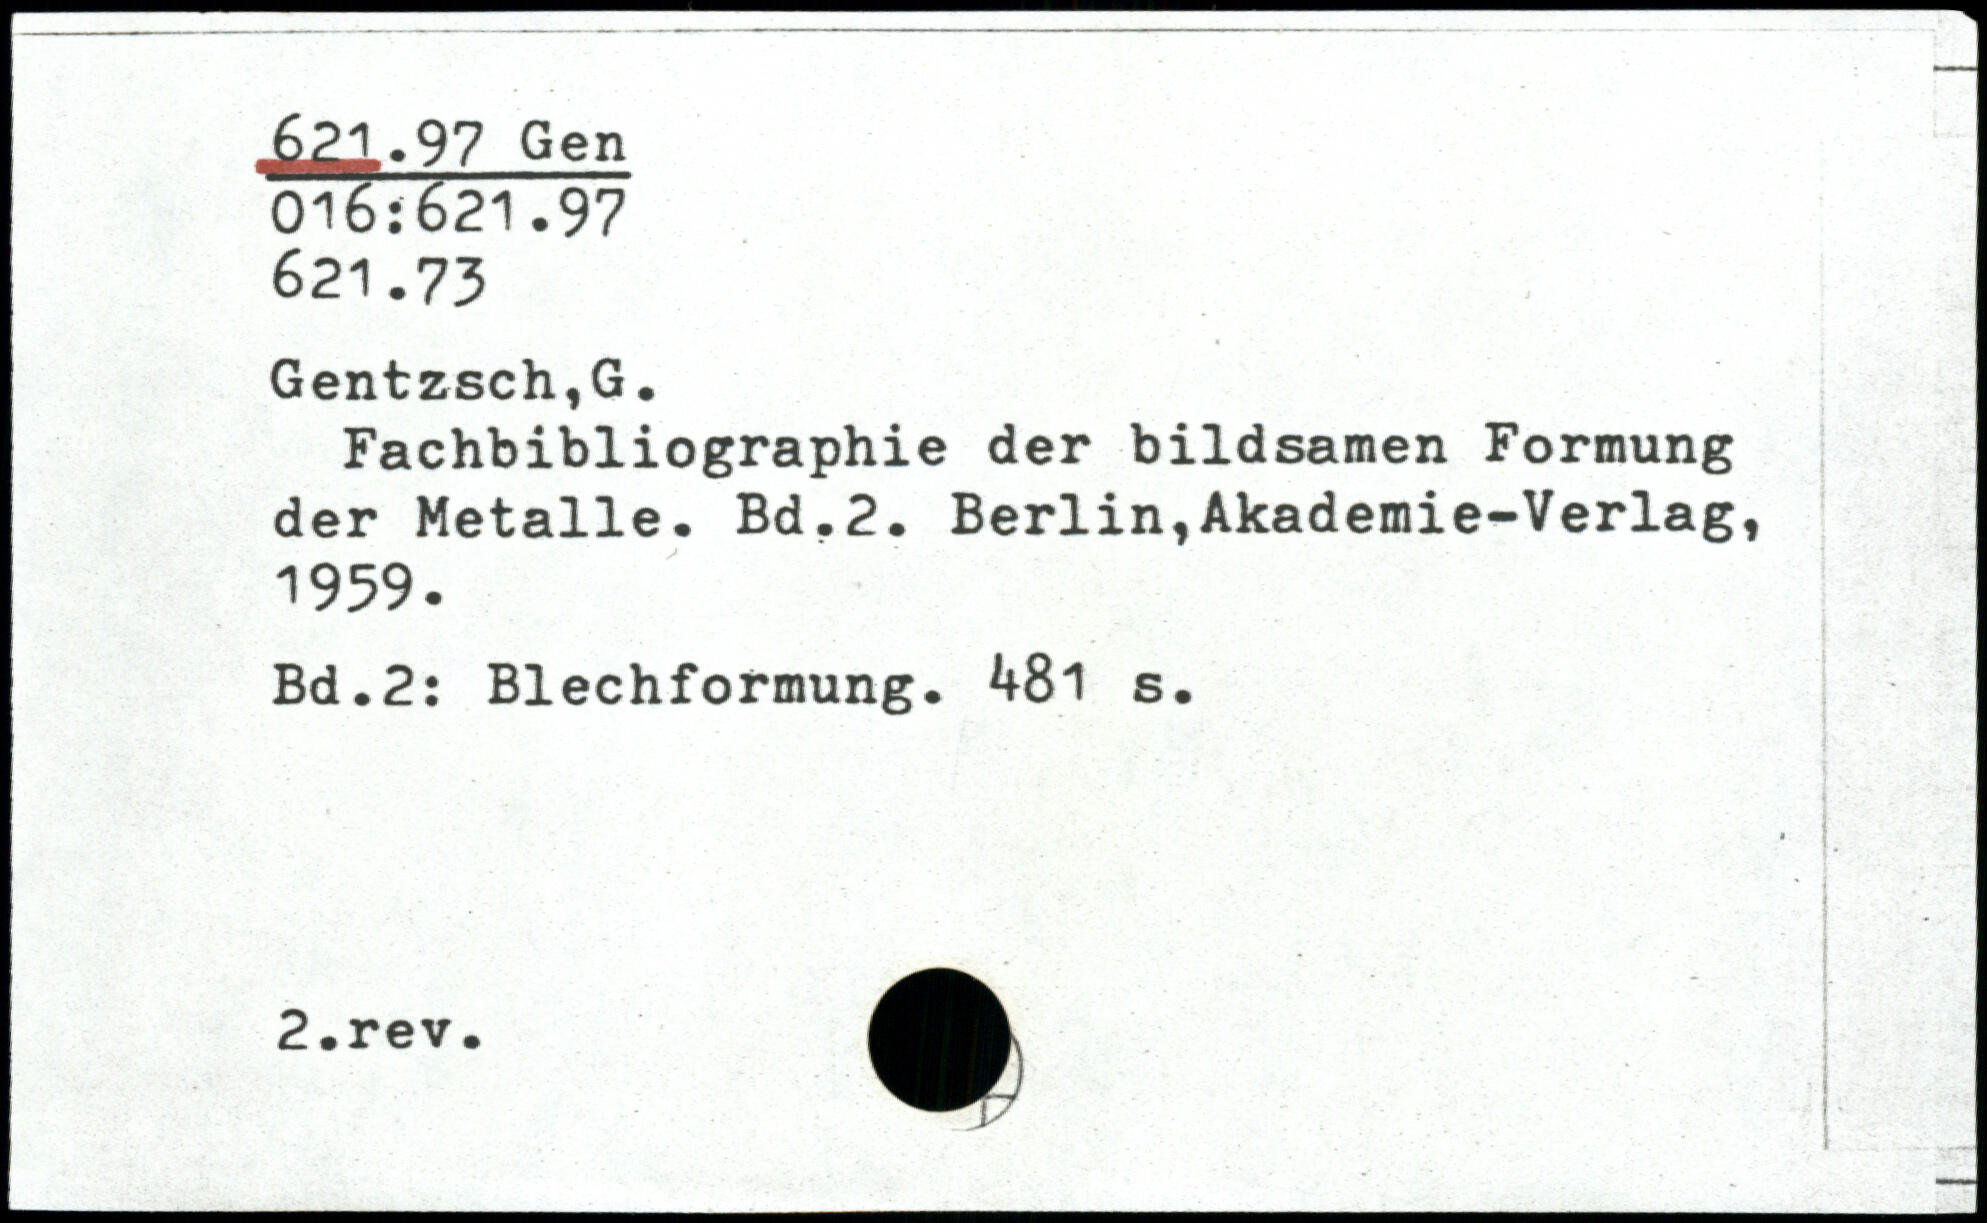 621.97 Gen
016:621.97
621.73
Gentzsch,G.
Fachbibliographie der bildsamen Formung
der Metalle. Bd.2. Berlin,Akademie-Verlag,
1959.
Bd.2: Blechformung. 481 s.
2.rev.